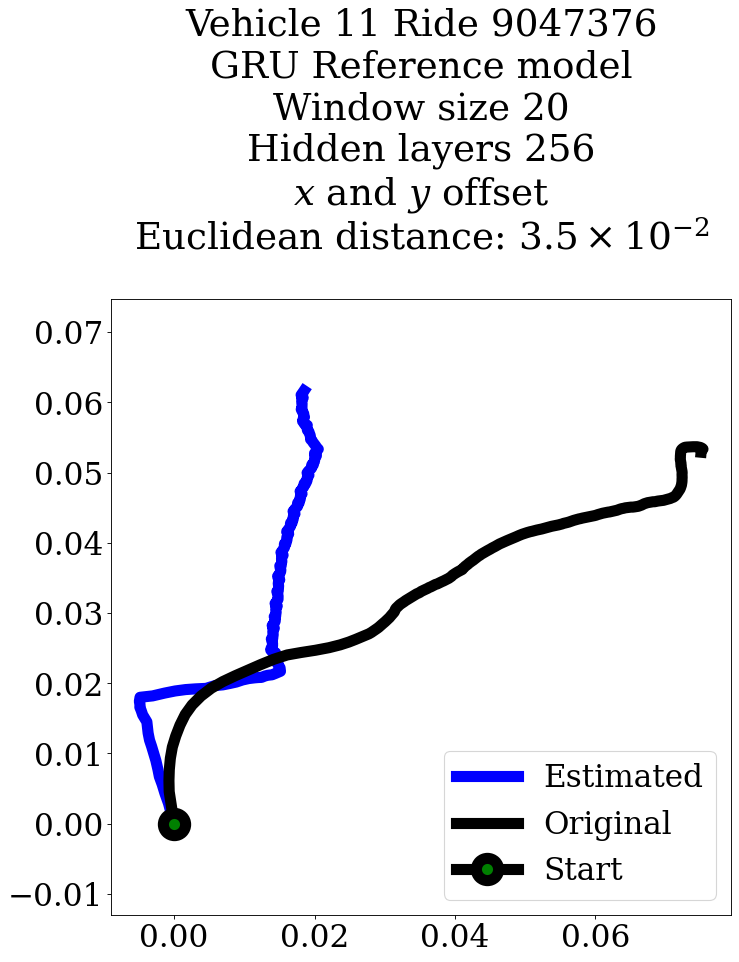 Vehicle 11 Ride 9047376
GRU Reference model
Window size 20
Hidden layers 256
x and y offset
Euclidean distance: 3.5 × 10⁻²
0.07
0.06
0.05
0.04
0.03
0.02
0.01
0.00
−0.01
Estimated
Original
Start
0.00 0.02 0.04 0.06